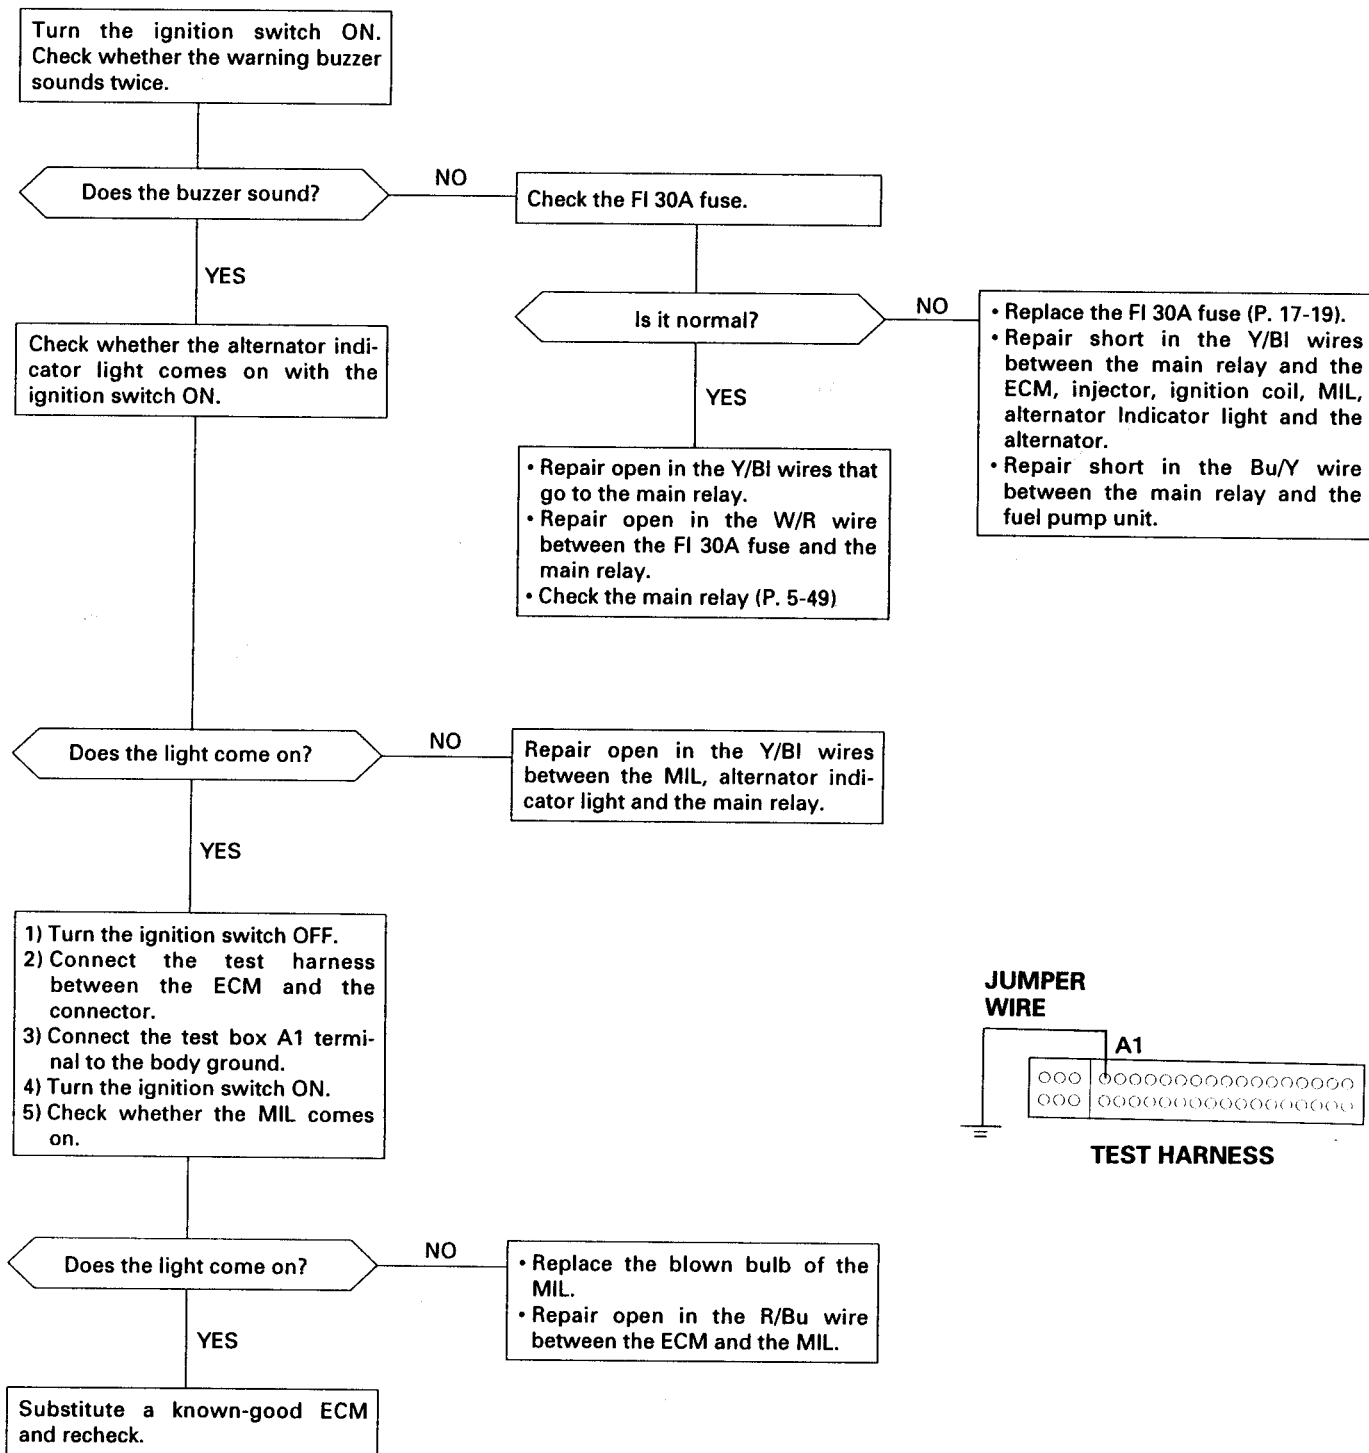 Turn the ignition switch ON.
Check whether the warning buzzer
sounds twice.
Does the buzzer sound?
NO
Check the FI 30A fuse.
YES
Is it normal?
NO
• Replace the FI 30A fuse (P. 17-19).
• Repair short in the Y/Bl wires
between the main relay and the
ECM, injector, ignition coil, MIL,
alternator Indicator light and the
alternator.
• Repair short in the Bu/Y wire
between the main relay and the
fuel pump unit.
Check whether the alternator indi-
cator light comes on with the
ignition switch ON.
YES
• Repair open in the Y/Bl wires that
go to the main relay.
• Repair open in the W/R wire
between the FI 30A fuse and the
main relay.
• Check the main relay (P. 5-49)
Does the light come on?
NO
Repair open in the Y/Bl wires
between the MIL, alternator indi-
cator light and the main relay.
YES
1) Turn the ignition switch OFF.
2) Connect the test harness
between the ECM and the
connector.
3) Connect the test box A1 termi-
nal to the body ground.
4) Turn the ignition switch ON.
5) Check whether the MIL comes
on.
JUMPER
WIRE
A1
TEST HARNESS
Does the light come on?
NO
• Replace the blown bulb of the
MIL.
• Repair open in the R/Bu wire
between the ECM and the MIL.
YES
Substitute a known-good ECM
and recheck.